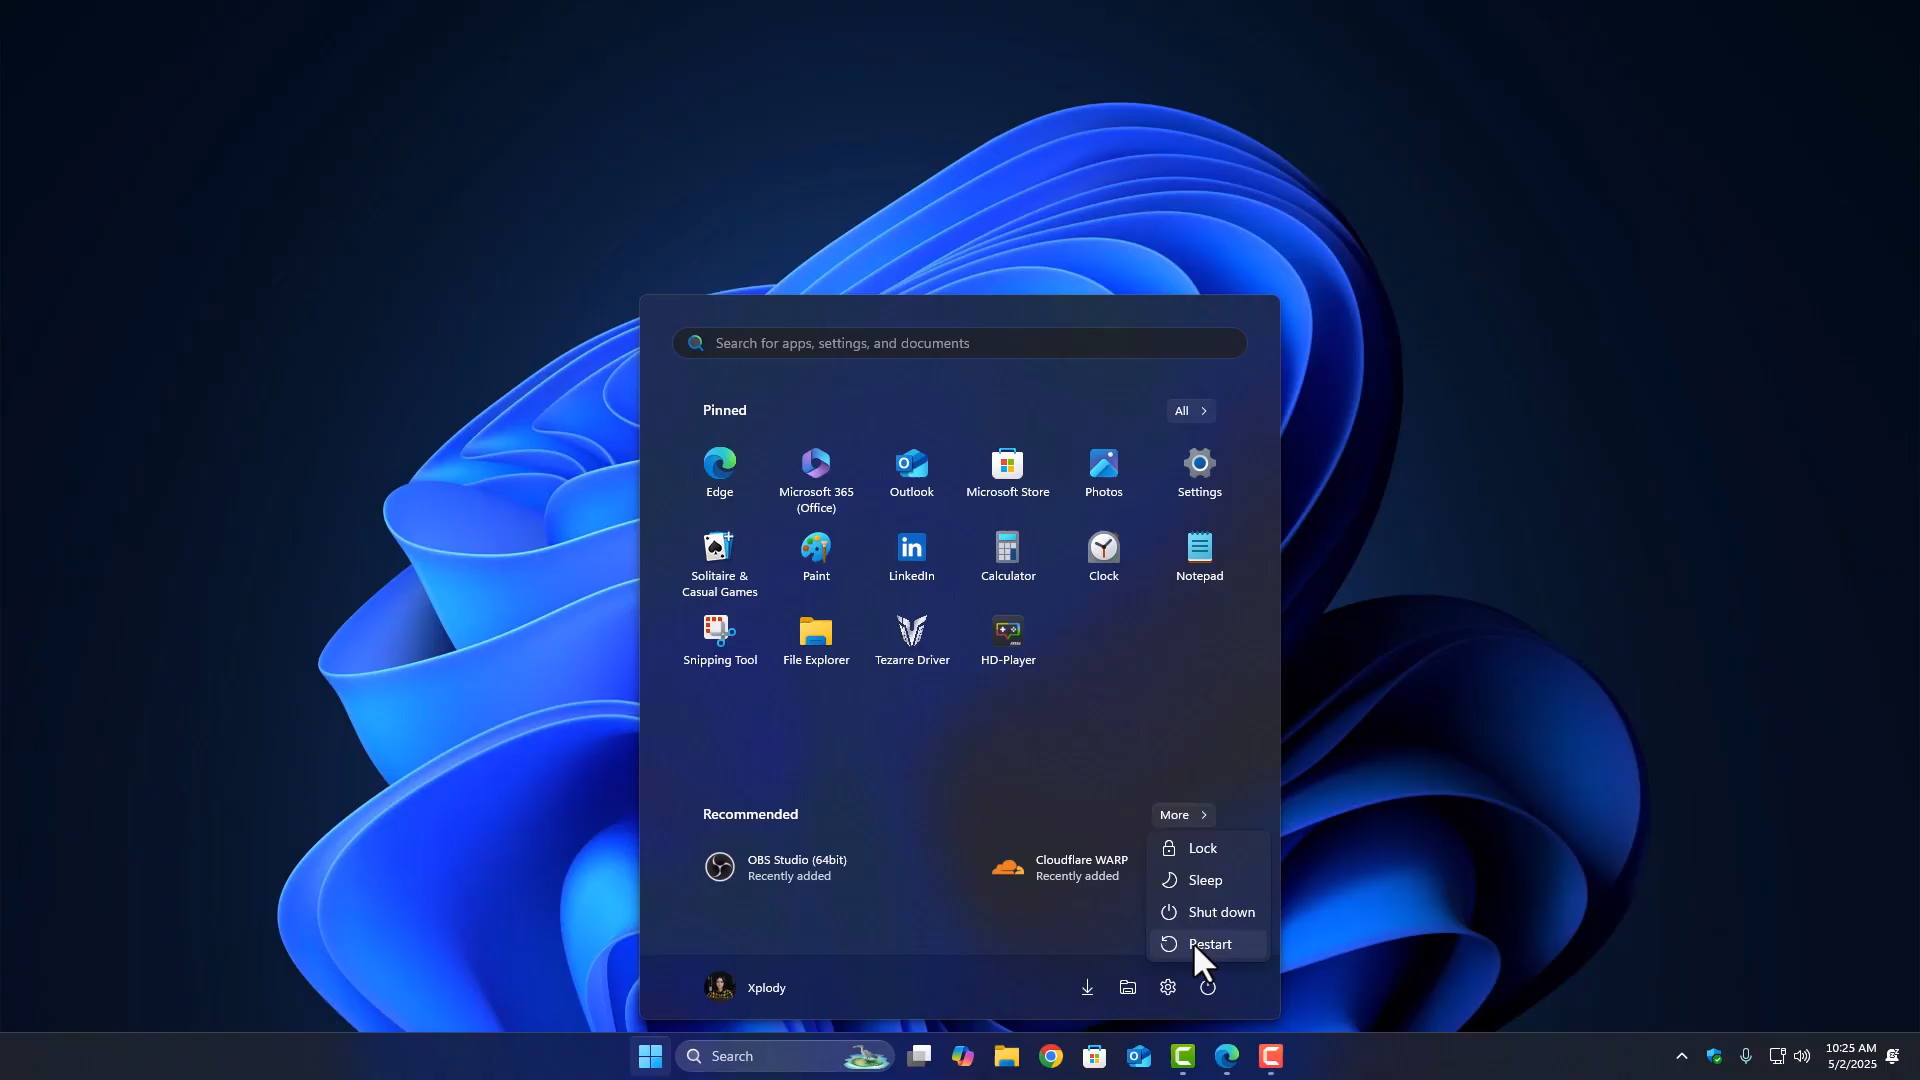 Search for apps, settings, and documents
Pinned
All
Edge
Microsoft 365
(Office)
Outlook
Microsoft Store
Photos
Settings
Solitaire &
Casual Games
Paint
LinkedIn
Calculator
Clock
Notepad
Snipping Tool
File Explorer
Tezarre Driver
HD-Player
Recommended
More
OBS Studio (64bit)
Recently added
Cloudflare WARP
Recently added
Lock
Sleep
Shut down
Restart
Xplody
Search
10:25 AM
5/2/2025